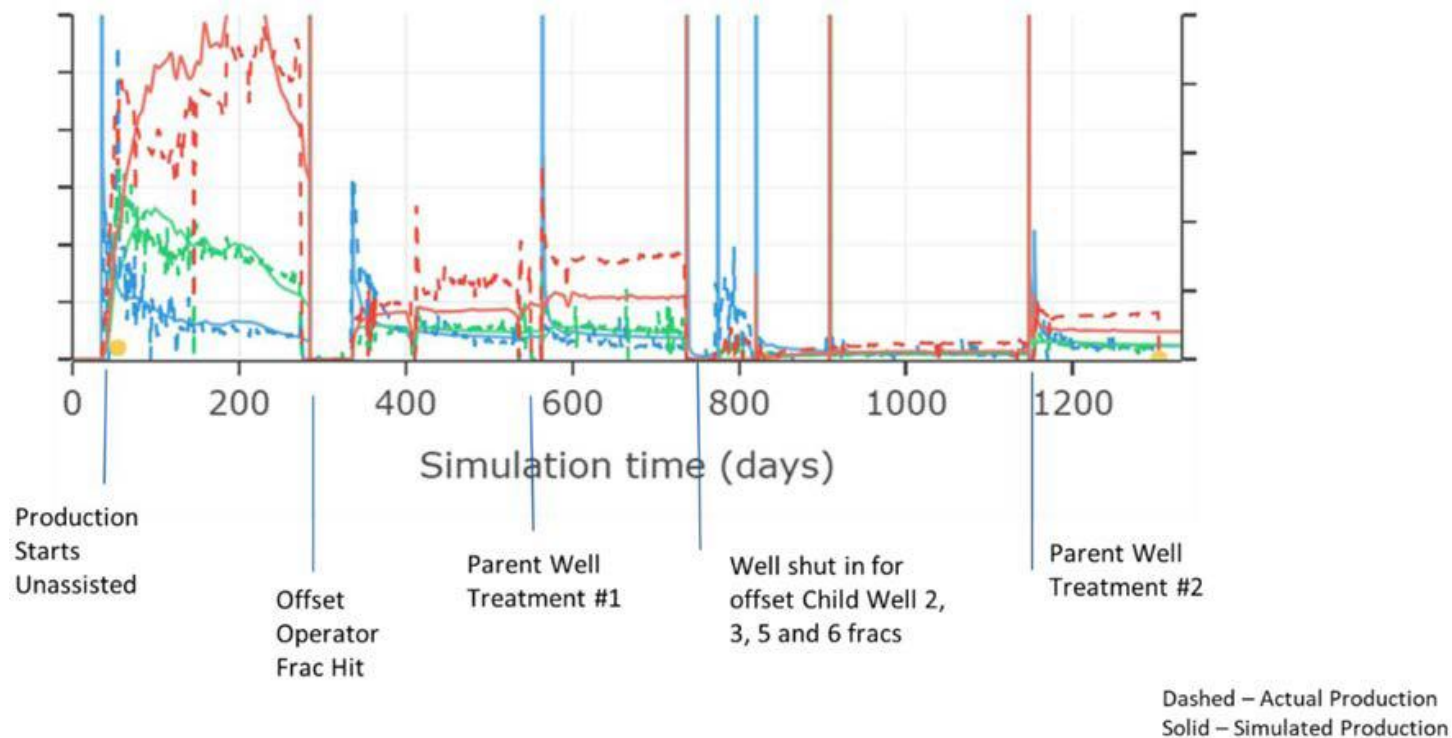 0 200 400 600 800 1000 1200
Simulation time (days)
Production
Starts
Unassisted
Offset
Operator
Frac Hit
Parent Well
Treatment #1
Well shut in for
offset Child Well 2,
3, 5 and 6 fracs
Parent Well
Treatment #2
Dashed – Actual Production
Solid – Simulated Production